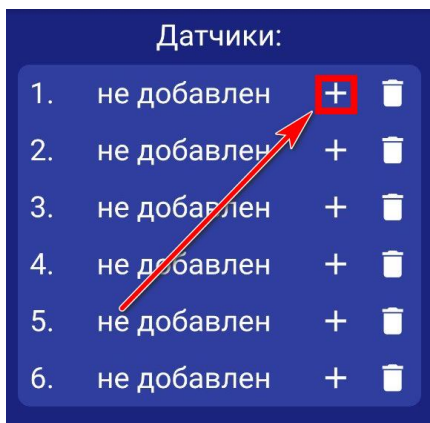 Датчики:
1. не добавлен +
2. не добавлен +
3. не добавлен +
4. не добавлен +
5. не добавлен +
6. не добавлен +